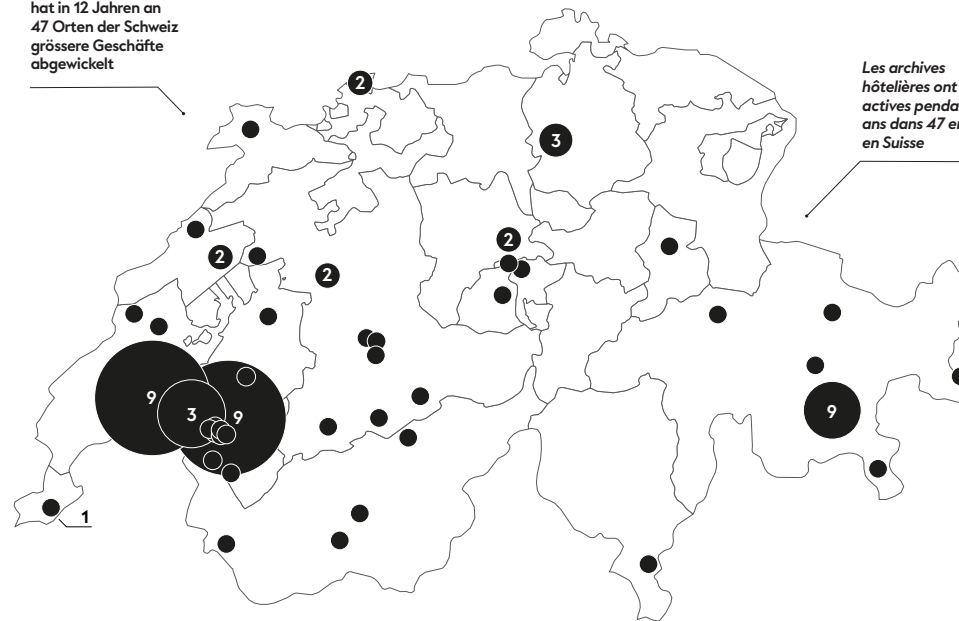 hat in 12 Jahren an
47 Orten der Schweiz
grössere Geschäfte
abgewickelt
Les archives
hôtelières ont
actives
ans dans 47
en Suisse
2
3
2
2
2
9
3
9
9
1